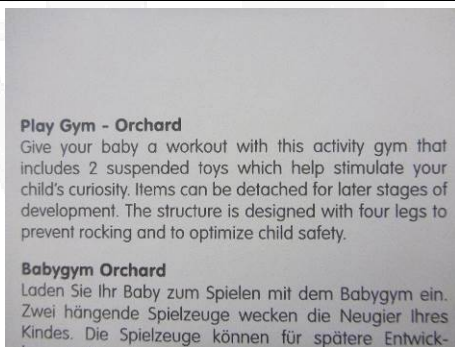 Play Gym - Orchard
Give your baby a workout with this activity gym that
includes 2 suspended toys which help stimulate your
child's curiosity. Items can be detached for later stages of
development. The structure is designed with four legs to
prevent rocking and to optimize child safety.
Babygym Orchard
Laden Sie Ihr Baby zum Spielen mit dem Babygym ein.
Zwei hängende Spielzeuge wecken die Neugier Ihres
Kindes. Die Spielzeuge können für spätere Entwick-